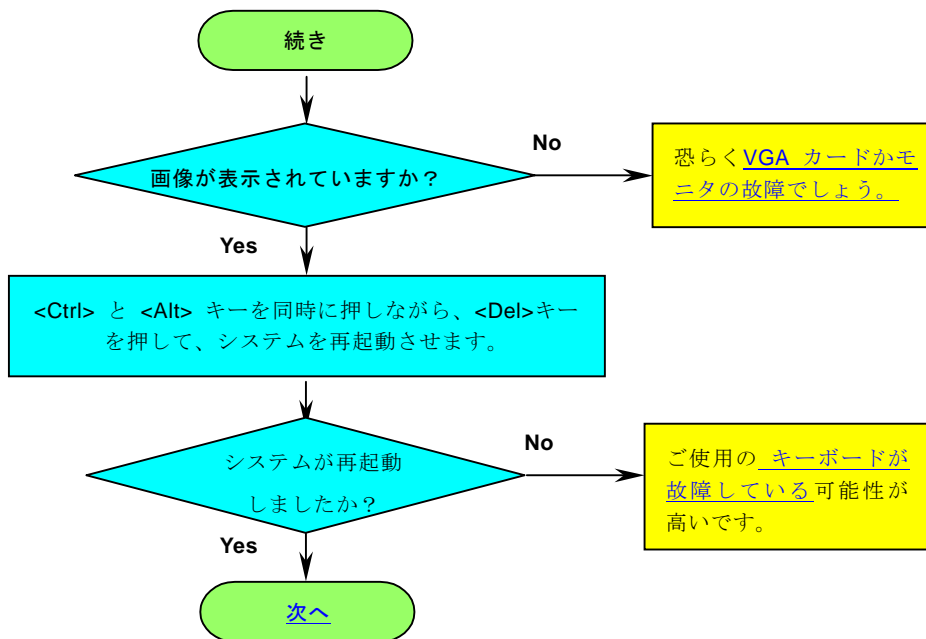 続き
画像が表示されていますか？
No
恐らくVGA カードかモ
ニタの故障でしょう。
Yes
<Ctrl> と <Alt> キーを同時に押しながら、<Del>キー
を押して、システムを再起動させます。
システムが再起動
しましたか？
No
ご使用の キーボードが
故障している可能性が
高いです。
Yes
次へ